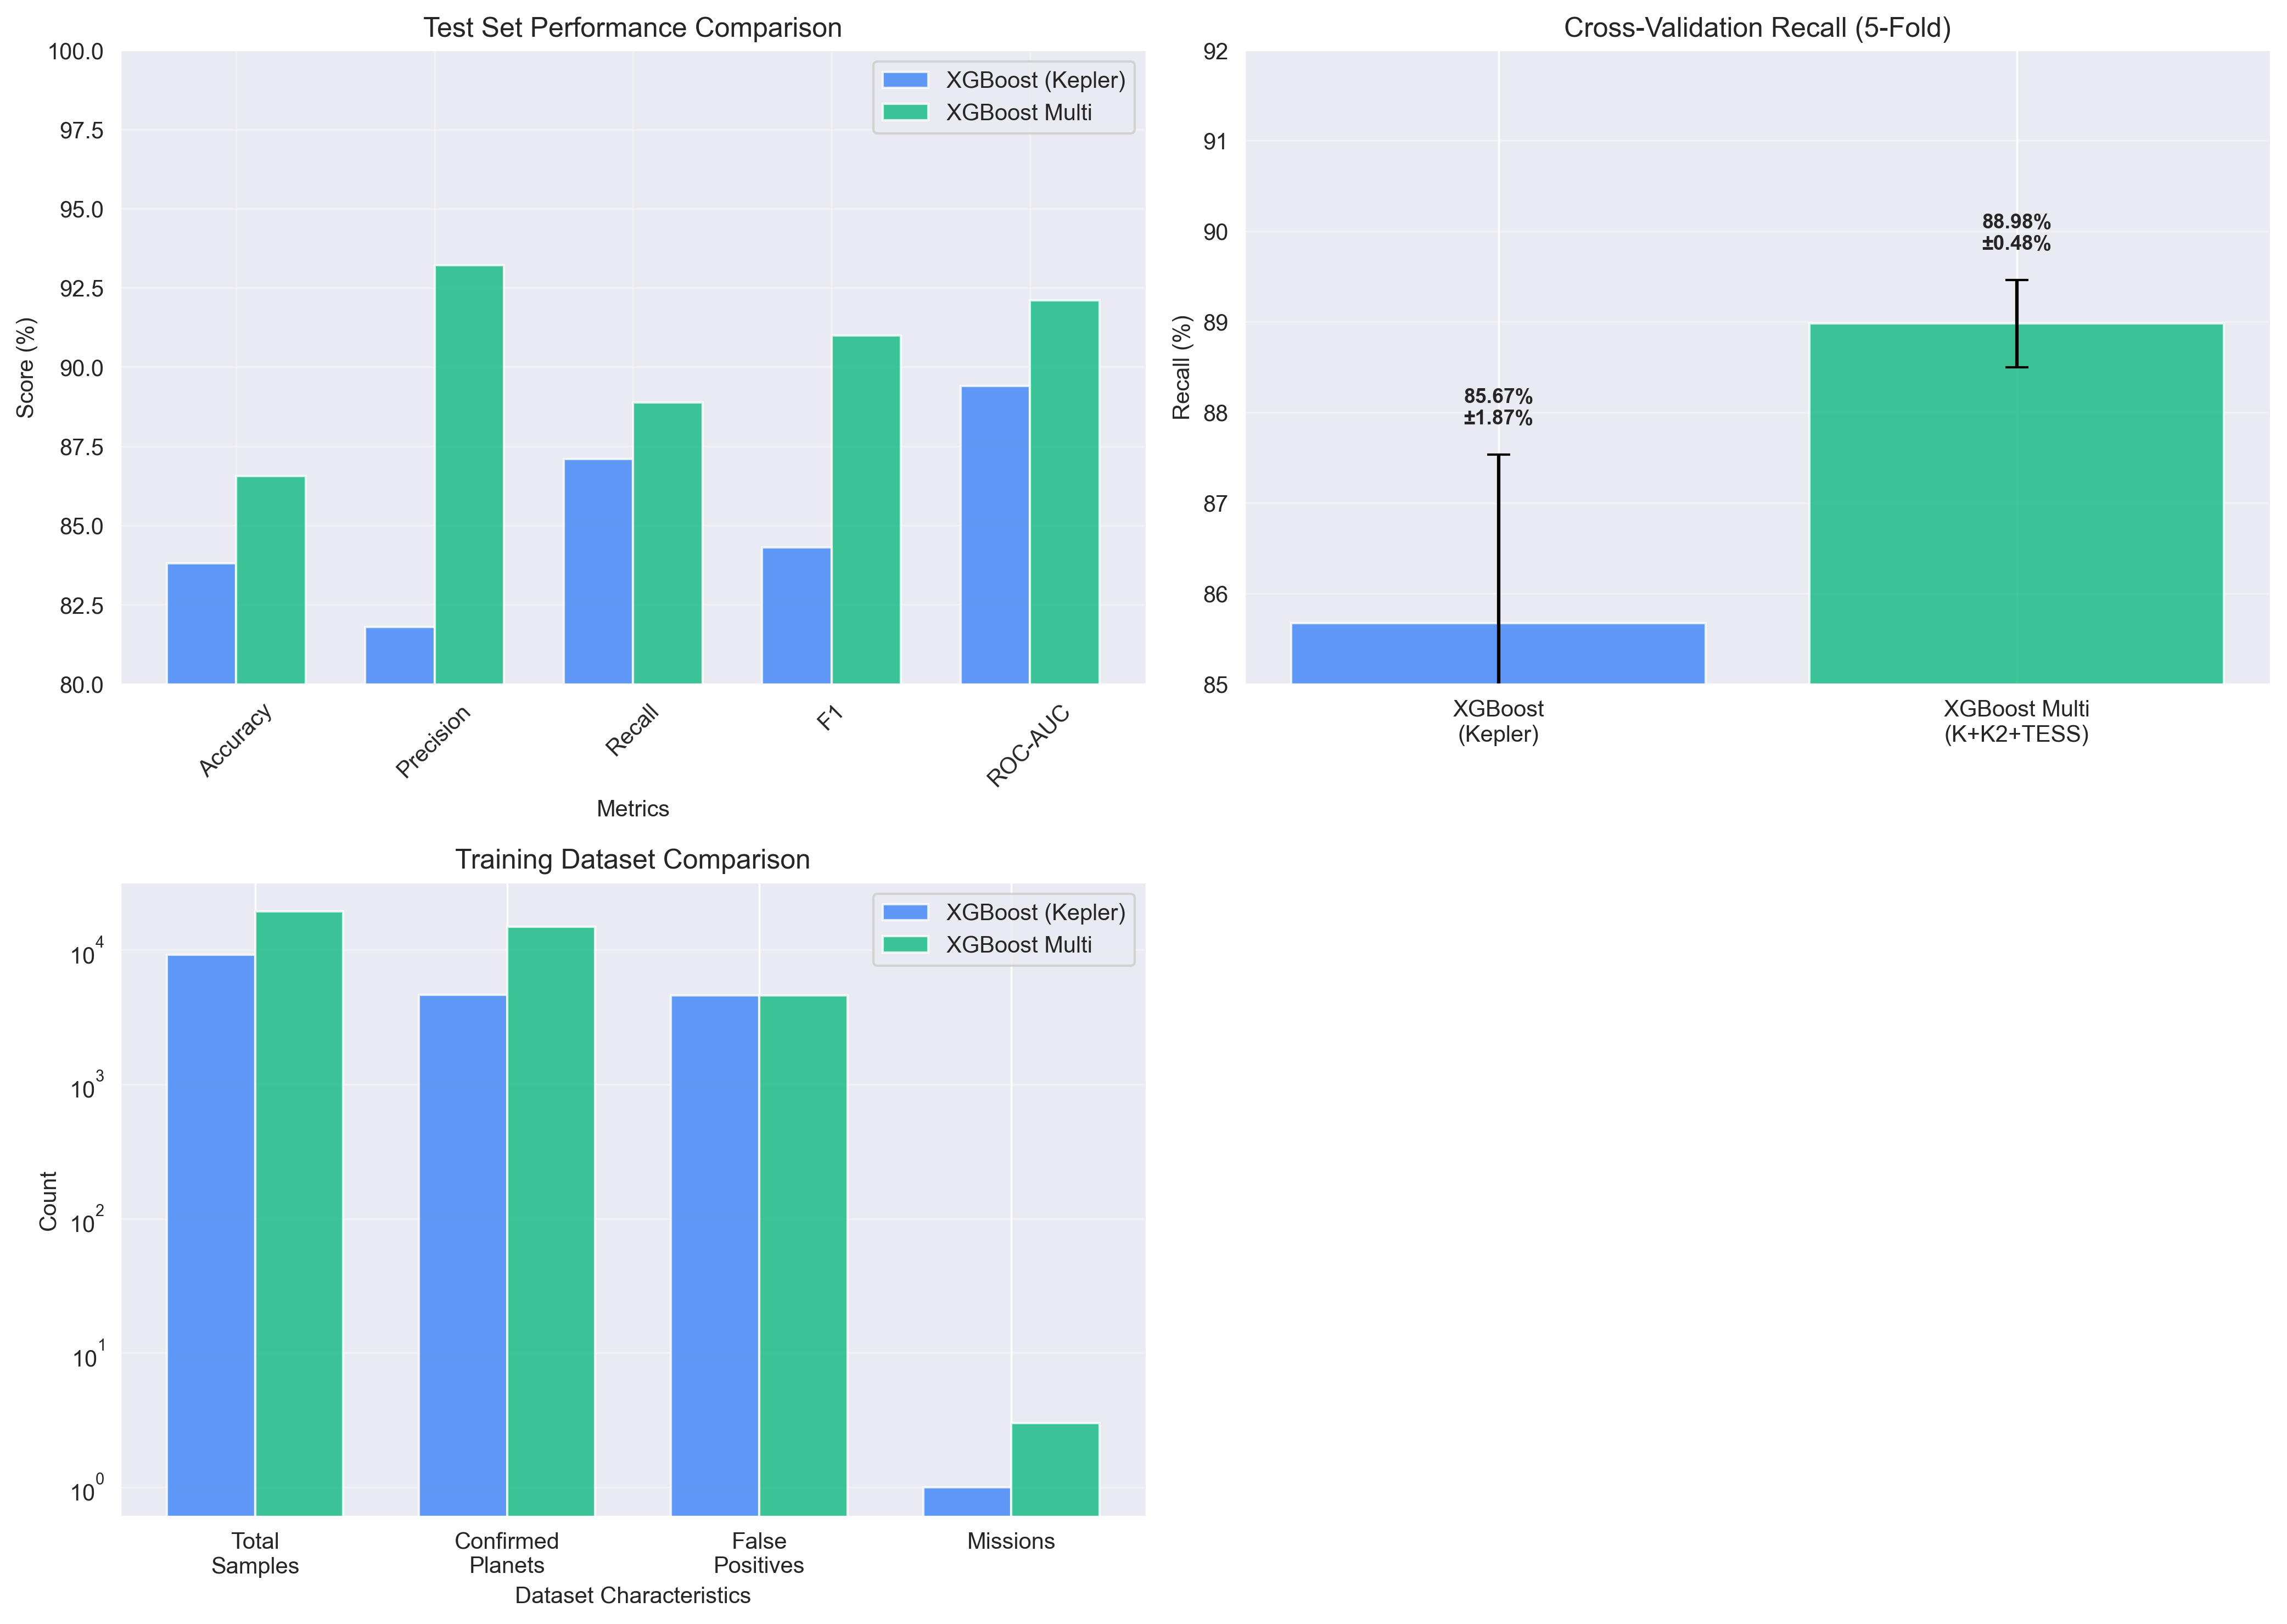 Test Set Performance Comparison
XGBoost (Kepler)
XGBoost Multi
Score (%)
100.0
97.5
95.0
92.5
90.0
87.5
85.0
82.5
80.0
Accuracy
Precision
Recall
F1
ROC-AUC
Metrics
Cross-Validation Recall (5-Fold)
Recall (%)
92
91
90
89
88
87
86
85
85.67%
±1.87%
88.98%
±0.48%
XGBoost
(Kepler)
XGBoost Multi
(K+K2+TESS)
Training Dataset Comparison
XGBoost (Kepler)
XGBoost Multi
Count
10^4
10^3
10^2
10^1
10^0
Total
Samples
Confirmed
Planets
False
Positives
Missions
Dataset Characteristics